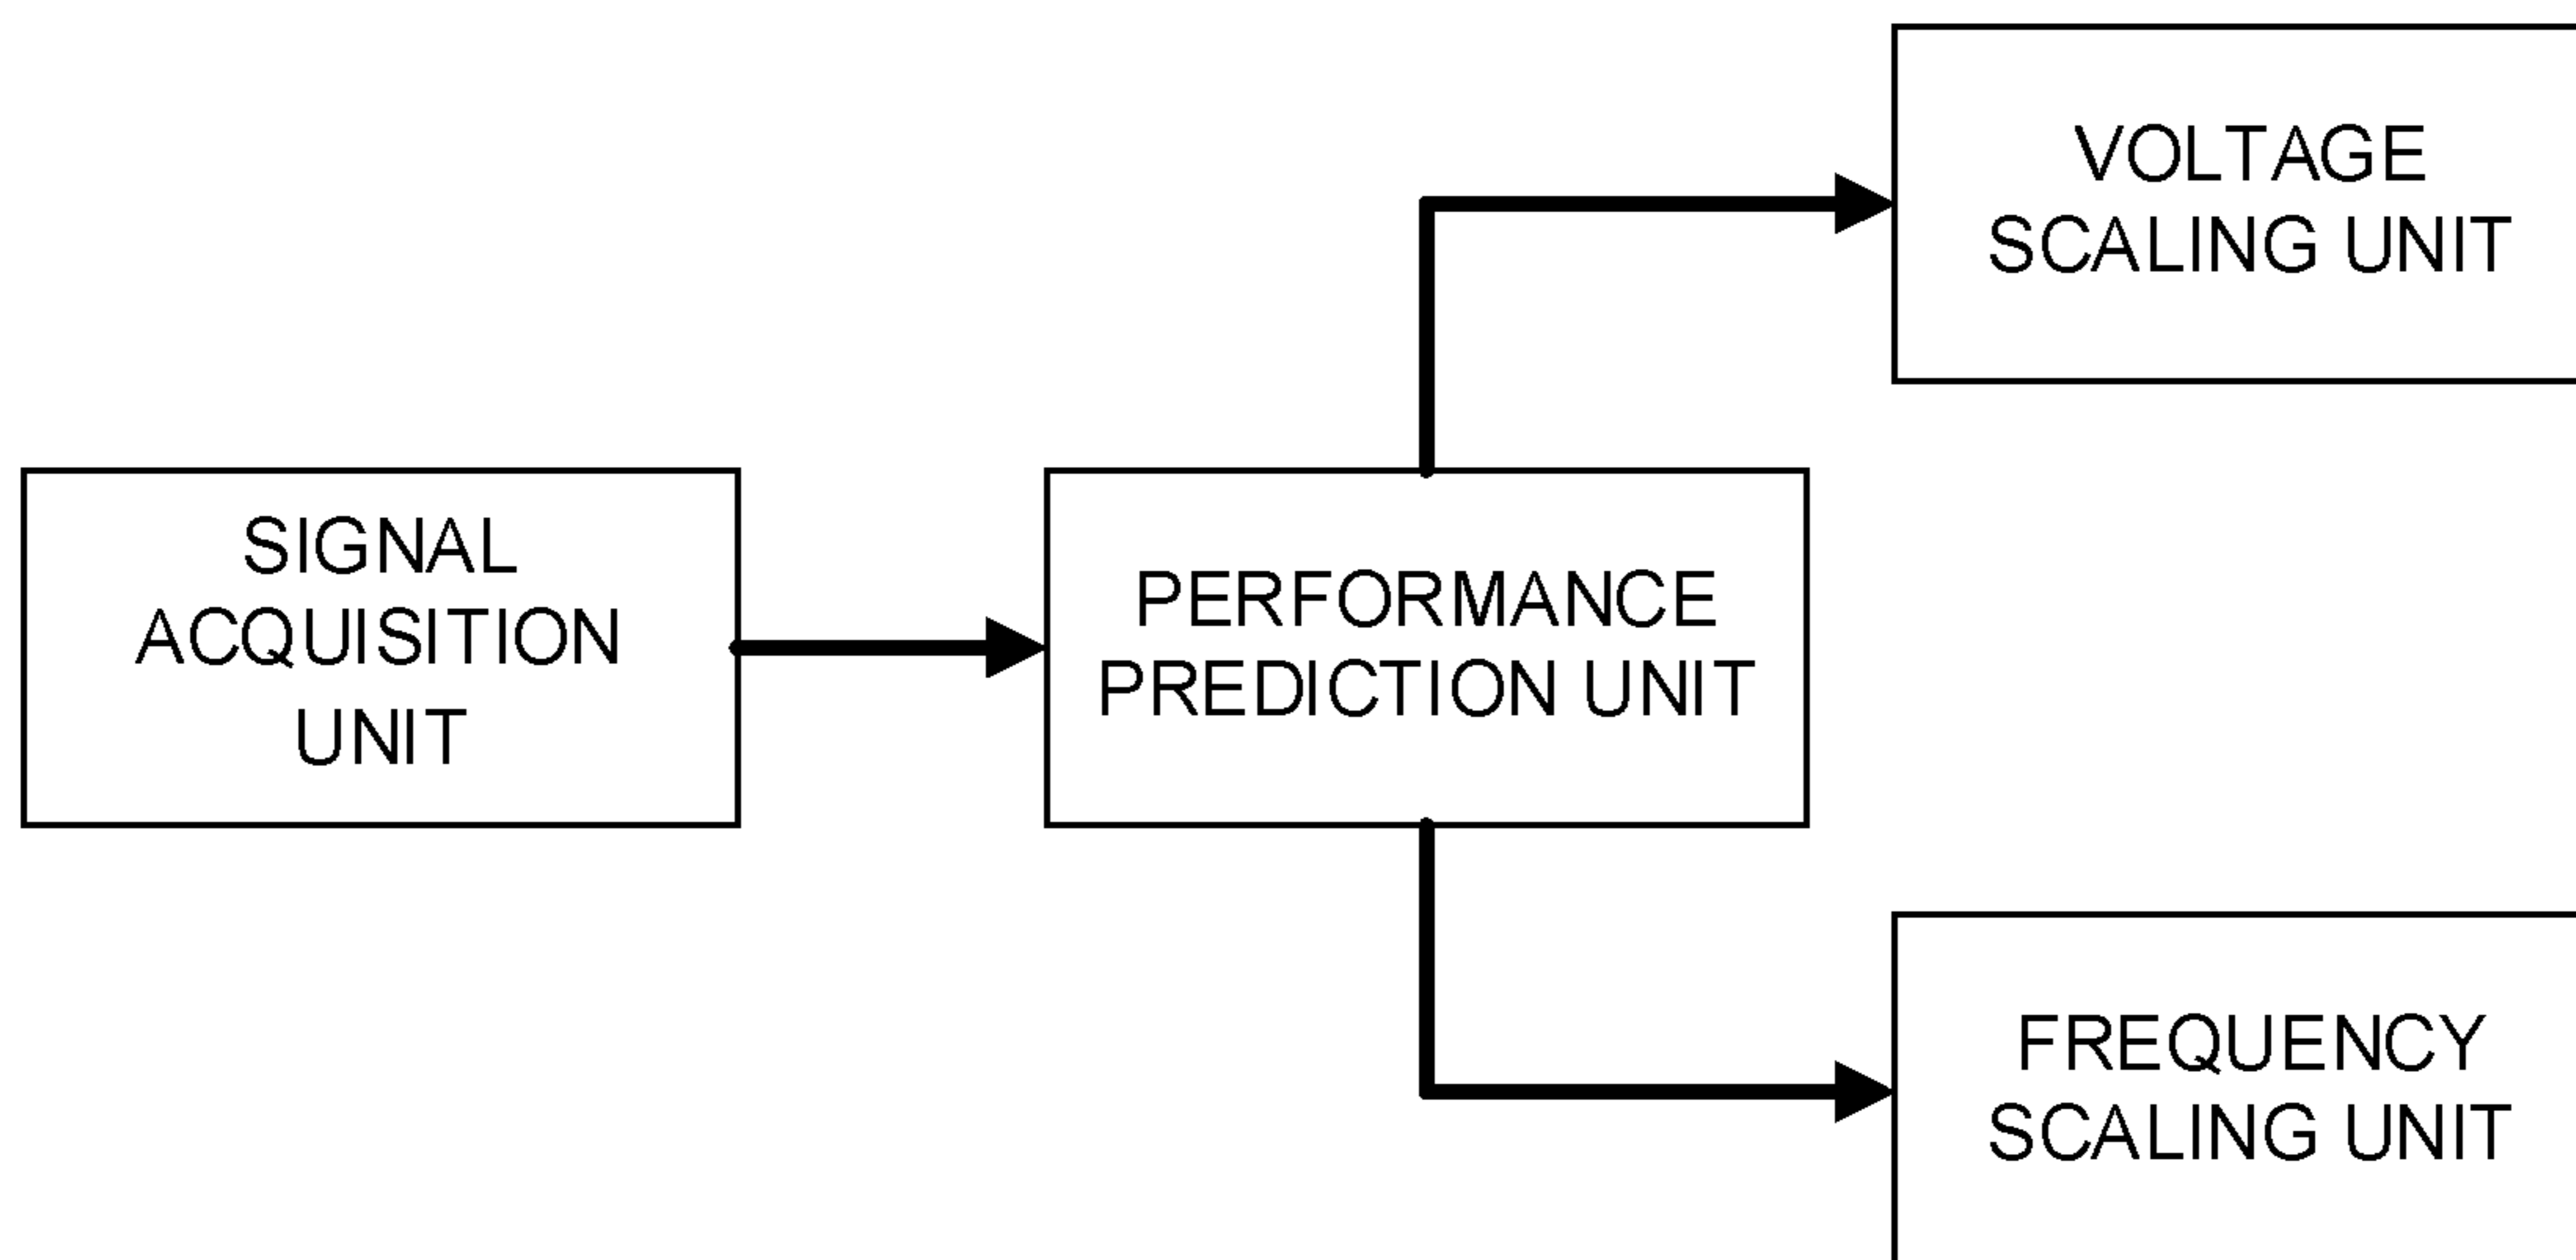 VOLTAGE
SCALING UNIT
SIGNAL
ACQUISITION
UNIT
PERFORMANCE
PREDICTION UNIT
FREQUENCY
SCALING UNIT